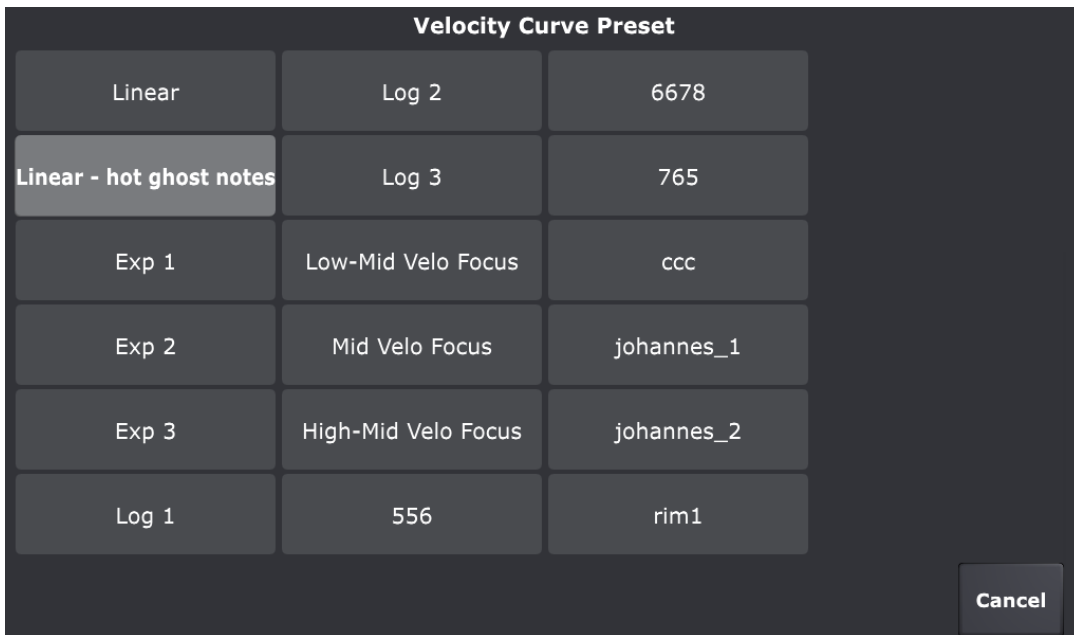 Velocity Curve Preset
Linear
Log 2
6678
Linear - hot ghost notes
Log 3
765
Exp 1
Low-Mid Velo Focus
ccc
Exp 2
Mid Velo Focus
johannes_1
Exp 3
High-Mid Velo Focus
johannes_2
Log 1
556
rim1
Cancel